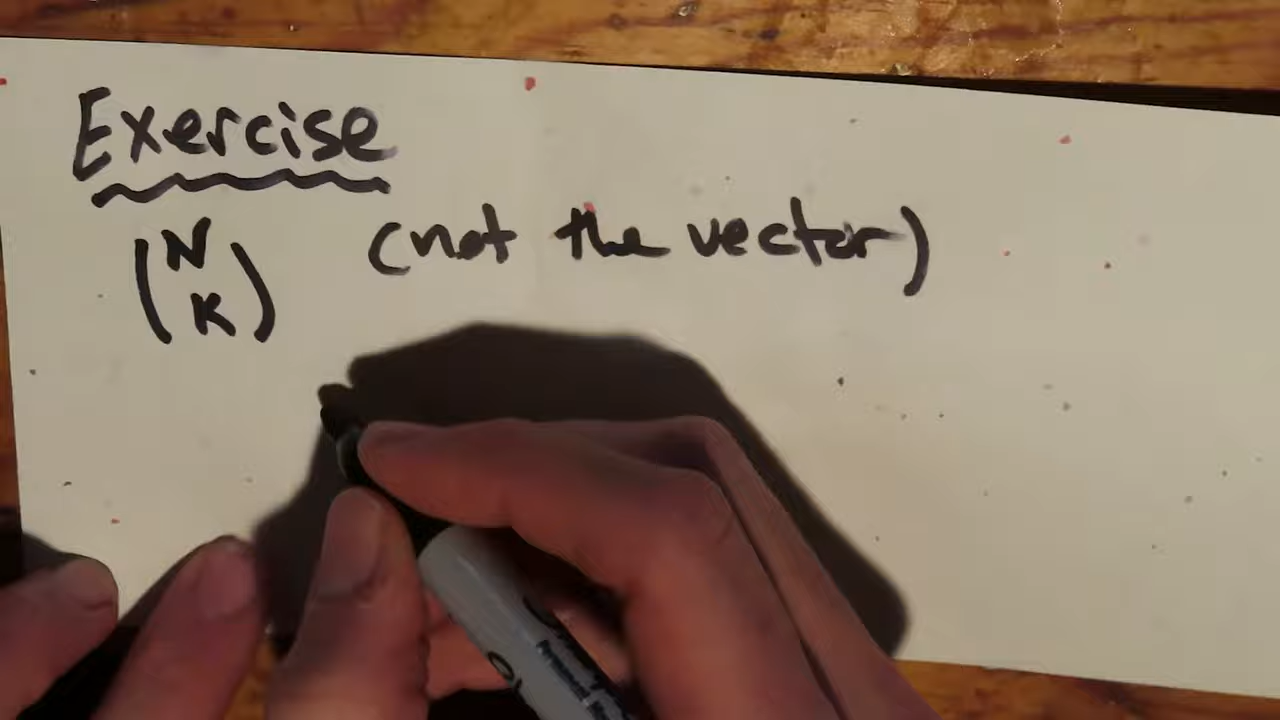 Exercise
(N (not the vector)
K)